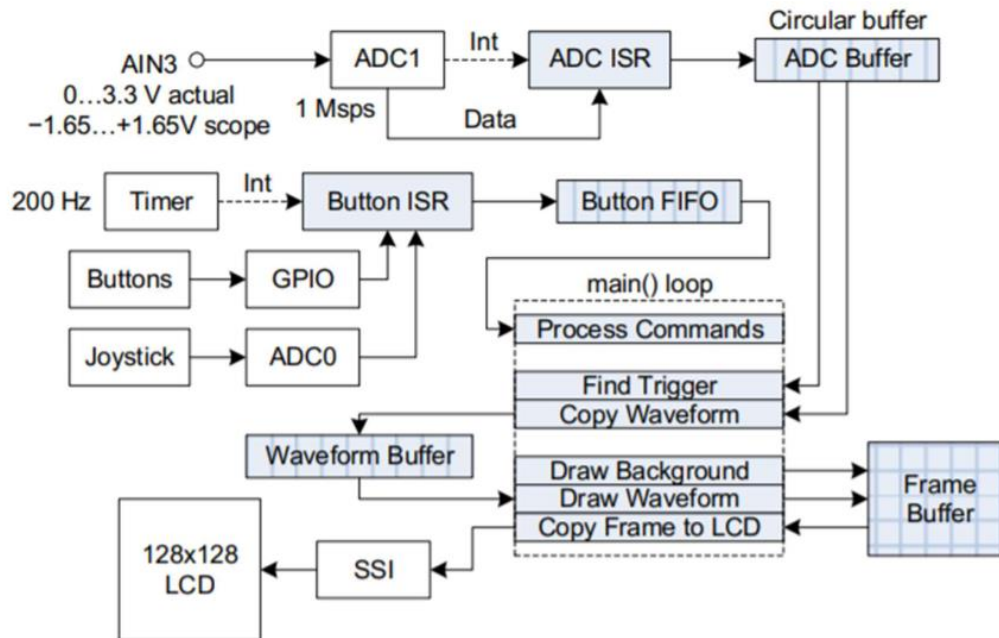 Circular buffer
AIN3
ADC1
Int
ADC ISR
ADC Buffer
0...3.3 V actual
−1.65...+1.65V scope
1 Msps
Data
200 Hz
Timer
Int
Button ISR
Button FIFO
Buttons
GPIO
main() loop
Process Commands
Joystick
ADC0
Find Trigger
Copy Waveform
Waveform Buffer
Draw Background
Draw Waveform
Copy Frame to LCD
Frame
Buffer
128x128
LCD
SSI